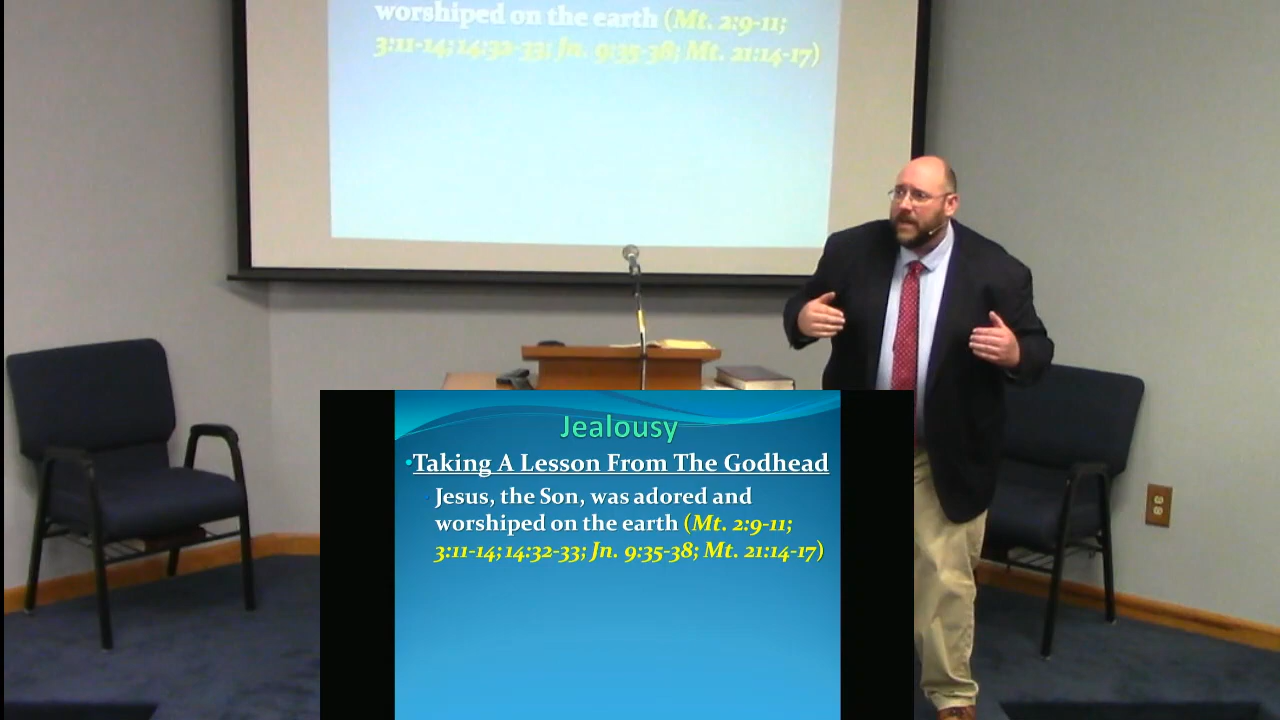 worshiped on the earth (Mt. 2:9-11;
3:11-14; 14:32-33; Jn. 9:35-38; Mt. 21:14-17)
Jealousy
•Taking A Lesson From The Godhead
Jesus, the Son, was adored and
worshiped on the earth (Mt. 2:9-11;
3:11-14; 14:32-33; Jn. 9:35-38; Mt. 21:14-17)